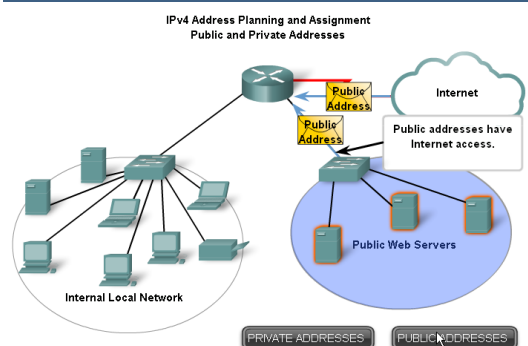 IPv4 Address Planning and Assignment
Public and Private Addresses
Public
Address
Internet
Public
Address
Public addresses have
Internet access.
Public Web Servers
Internal Local Network
PRIVATE ADDRESSES
PUBLIC ADDRESSES